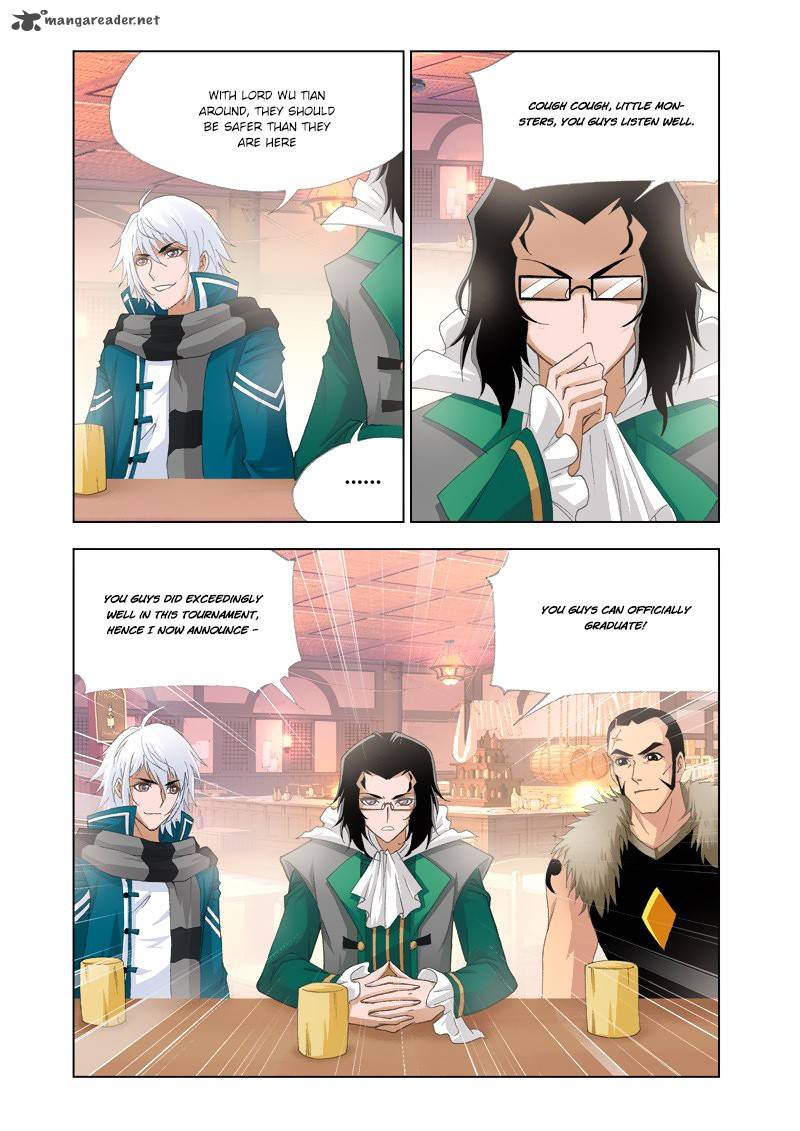 mangareader.net
WITH LORD WU TIAN
AROUND, THEY SHOULD
BE SAFER THAN THEY
ARE HERE
......
COUGH COUGH, LITTLE MON-
STERS, YOU GUYS LISTEN WELL.
YOU GUYS DID EXCEEDINGLY
WELL IN THIS TOURNAMENT,
HENCE I NOW ANNOUNCE -
YOU GUYS CAN OFFICIALLY
GRADUATE!